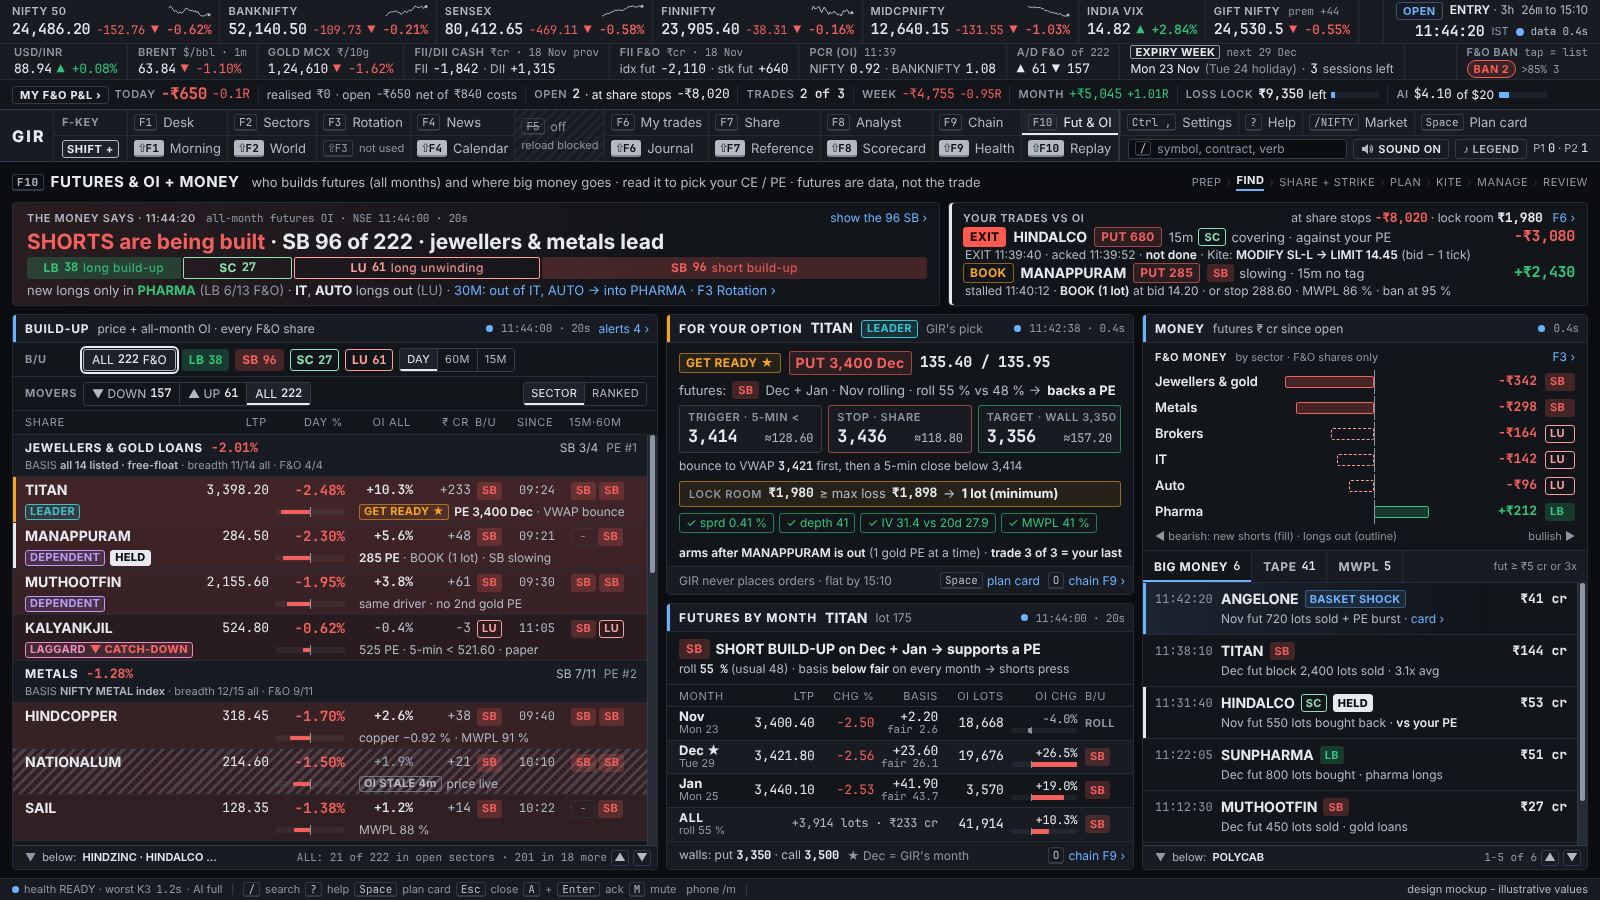 NIFTY 50 BANKNIFTY SENSEX FINNIFTY MIDCPNIFTY INDIA VIX GIFT NIFTY prem +44 OPEN ENTRY · 3h 26m to 15:10
24,486.20 -152.76 ▼ -0.62% 52,140.50 -109.73 ▼ -0.21% 80,412.65 -469.11 ▼ -0.58% 23,905.40 -38.31 ▼ -0.16% 12,640.15 -131.55 ▼ -1.03% 14.82 ▲ +2.84% 24,530.5 ▼ -0.55% 11:44:20 IST data 0.4s
USD/INR BRENT $/bbl · 1m GOLD MCX ₹/10g FII/DII CASH ₹cr · 18 Nov prov FII F&O ₹cr · 18 Nov PCR (OI) 11:39 A/D F&O of 222 EXPIRY WEEK next 29 Dec F&O BAN tap = list
88.94 ▲ +0.08% 63.84 ▼ -1.10% 1,24,610 ▼ -1.62% FII -1,842 · DII +1,315 idx fut -2,110 · stk fut +640 NIFTY 0.92 · BANKNIFTY 1.08 ▲ 61 ▼ 157 Mon 23 Nov (Tue 24 holiday) · 3 sessions left BAN 2 >85% 3
MY F&O P&L › TODAY -₹650 -0.1R realised ₹0 · open -₹650 net of ₹840 costs OPEN 2 · at share stops -₹8,020 TRADES 2 of 3 WEEK -₹4,755 -0.95R MONTH +₹5,045 +1.01R LOSS LOCK ₹9,350 left AI $4.10 of $20
GIR F-KEY F1 Desk F2 Sectors F3 Rotation F4 News F5 off F6 My trades F7 Share F8 Analyst F9 Chain F10 Fut & OI Ctrl , Settings ? Help /NIFTY Market Space Plan card
SHIFT + ⇧F1 Morning ⇧F2 World ⇧F3 not used ⇧F4 Calendar reload blocked ⇧F6 Journal ⇧F7 Reference ⇧F8 Scorecard ⇧F9 Health ⇧F10 Replay / symbol, contract, verb SOUND ON ♪ LEGEND P1 0 · P2 1
F10 FUTURES & OI + MONEY who builds futures (all months) and where big money goes · read it to pick your CE / PE · futures are data, not the trade PREP › FIND › SHARE + STRIKE › PLAN › KITE › MANAGE › REVIEW
THE MONEY SAYS · 11:44:20 all-month futures OI · NSE 11:44:00 · 20s show the 96 SB ›
SHORTS are being built · SB 96 of 222 · jewellers & metals lead
LB 38 long build-up SC 27 LU 61 long unwinding SB 96 short build-up
new longs only in PHARMA (LB 6/13 F&O) · IT, AUTO longs out (LU) · 30M: out of IT, AUTO → into PHARMA · F3 Rotation ›
YOUR TRADES VS OI at share stops -₹8,020 · lock room ₹1,980 F6 ›
EXIT HINDALCO PUT 680 15m SC covering · against your PE -₹3,080
EXIT 11:39:40 · acked 11:39:52 · not done · Kite: MODIFY SL-L → LIMIT 14.45 (bid − 1 tick)
BOOK MANAPPURAM PUT 285 SB slowing · 15m no tag +₹2,430
stalled 11:40:12 · BOOK (1 lot) at bid 14.20 · or stop 288.60 · MWPL 86 % · ban at 95 %
BUILD-UP price + all-month OI · every F&O share 11:44:00 · 20s alerts 4 ›
B/U ALL 222 F&O LB 38 SB 96 SC 27 LU 61 DAY 60M 15M
MOVERS ▼ DOWN 157 ▲ UP 61 ALL 222 SECTOR RANKED
SHARE LTP DAY % OI ALL ₹ CR B/U SINCE 15M·60M
JEWELLERS & GOLD LOANS -2.01% SB 3/4 PE #1
BASIS all 14 listed · free-float · breadth 11/14 all · F&O 4/4
TITAN 3,398.20 -2.48% +10.3% +233 SB 09:24 SB SB
LEADER GET READY ★ PE 3,400 Dec · VWAP bounce
MANAPPURAM 284.50 -2.30% +5.6% +48 SB 09:21 - SB
DEPENDENT HELD 285 PE · BOOK (1 lot) · SB slowing
MUTHOOTFIN 2,155.60 -1.95% +3.8% +61 SB 09:30 SB SB
DEPENDENT same driver · no 2nd gold PE
KALYANKJIL 524.80 -0.62% -0.4% -3 LU 11:05 SB LU
LAGGARD ▼ CATCH-DOWN 525 PE · 5-min < 521.60 · paper
METALS -1.28% SB 7/11 PE #2
BASIS NIFTY METAL index · breadth 12/15 all · F&O 9/11
HINDCOPPER 318.45 -1.70% +2.6% +38 SB 09:40 SB SB
copper −0.92 % · MWPL 91 %
NATIONALUM 214.60 -1.50% +1.9% +21 SB 10:10 SB SB
OI STALE 4m price live
SAIL 128.35 -1.38% +1.2% +14 SB 10:22 - SB
MWPL 88 %
▼ below: HINDZINC · HINDALCO ... ALL: 21 of 222 in open sectors · 201 in 18 more ▲ ▼
FOR YOUR OPTION TITAN LEADER GIR's pick 11:42:38 · 0.4s
GET READY ★ PUT 3,400 Dec 135.40 / 135.95
futures: SB Dec + Jan · Nov rolling · roll 55 % vs 48 % → backs a PE
TRIGGER · 5-MIN < STOP · SHARE TARGET · WALL 3,350
3,414 ≈128.60 3,436 ≈118.80 3,356 ≈157.20
bounce to VWAP 3,421 first, then a 5-min close below 3,414
LOCK ROOM ₹1,980 ≥ max loss ₹1,898 → 1 lot (minimum)
✓ sprd 0.41 % ✓ depth 41 ✓ IV 31.4 vs 20d 27.9 ✓ MWPL 41 %
arms after MANAPPURAM is out (1 gold PE at a time) · trade 3 of 3 = your last
GIR never places orders · flat by 15:10 Space plan card O chain F9 ›
FUTURES BY MONTH TITAN lot 175 11:44:00 · 20s
SB SHORT BUILD-UP on Dec + Jan → supports a PE
roll 55 % (usual 48) · basis below fair on every month → shorts press
MONTH LTP CHG % BASIS OI LOTS OI CHG B/U
Nov 3,400.40 -2.50 +2.20 18,668 -4.0% ROLL
Mon 23 fair 2.6
Dec ★ 3,421.80 -2.56 +23.60 19,676 +26.5% SB
Tue 29 fair 26.1
Jan 3,440.10 -2.53 +41.90 3,570 +19.0% SB
Mon 25 fair 43.7
ALL +3,914 lots · ₹233 cr 41,914 +10.3% SB
roll 55 %
walls: put 3,350 · call 3,500 ★ Dec = GIR's month O chain F9 ›
MONEY futures ₹ cr since open 0.4s
F&O MONEY by sector · F&O shares only F3 ›
Jewellers & gold -₹342 SB
Metals -₹298 SB
Brokers -₹164 LU
IT -₹142 LU
Auto -₹96 LU
Pharma +₹212 LB
◀ bearish: new shorts (fill) · longs out (outline) bullish ▶
BIG MONEY 6 TAPE 41 MWPL 5 fut ≥ ₹5 cr or 3x
11:42:20 ANGELONE BASKET SHOCK ₹41 cr
Nov fut 720 lots sold + PE burst · card ›
11:38:10 TITAN SB ₹144 cr
Dec fut block 2,400 lots sold · 3.1x avg
11:31:40 HINDALCO SC HELD ₹53 cr
Nov fut 550 lots bought back · vs your PE
11:22:05 SUNPHARMA LB ₹51 cr
Dec fut 800 lots bought · pharma longs
11:12:30 MUTHOOTFIN SB ₹27 cr
Dec fut 450 lots sold · gold loans
▼ below: POLYCAB 1-5 of 6 ▲ ▼
health READY · worst K3 1.2s · AI full / search ? help Space plan card Esc close A + Enter ack M mute phone /m design mockup - illustrative values